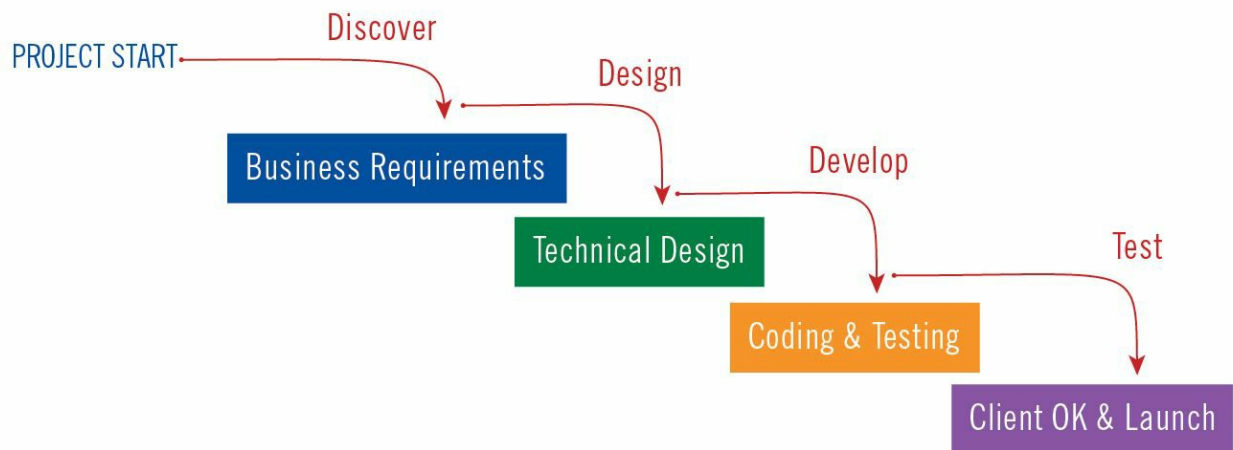 PROJECT START
Discover
Design
Business Requirements
Develop
Technical Design
Test
Coding & Testing
Client OK & Launch